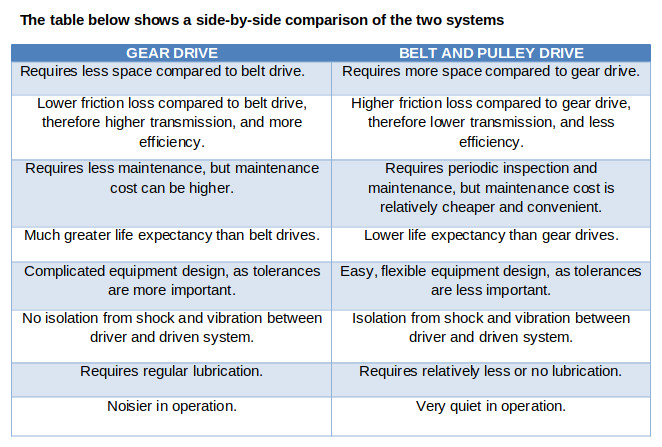 The table below shows a side-by-side comparison of the two systems
GEAR DRIVE
BELT AND PULLEY DRIVE
Requires less space compared to belt drive.
Requires more space compared to gear drive.
Lower friction loss compared to belt drive,
therefore higher transmission, and more
efficiency.
Higher friction loss compared to gear drive,
therefore lower transmission, and less
efficiency.
Requires less maintenance, but maintenance
cost can be higher.
Requires periodic inspection and
maintenance, but maintenance cost is
relatively cheaper and convenient.
Much greater life expectancy than belt drives.
Lower life expectancy than gear drives.
Complicated equipment design, as tolerances
are more important.
Easy, flexible equipment design, as tolerances
are less important.
No isolation from shock and vibration between
driver and driven system.
Isolation from shock and vibration between
driver and driven system.
Requires regular lubrication.
Requires relatively less or no lubrication.
Noisier in operation.
Very quiet in operation.